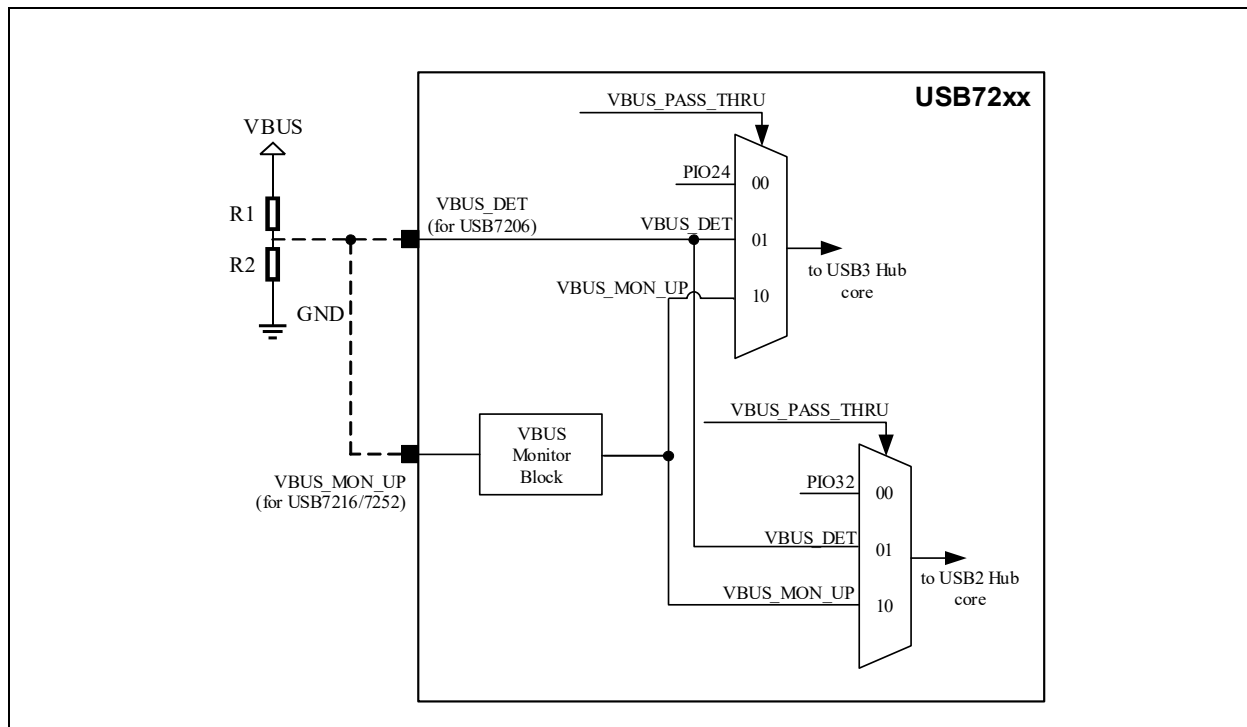 USB72xx
VBUS_PASS_THRU
VBUS
PIO24
00
R1
VBUS_DET
(for USB7206)
VBUS_DET
01
to USB3 Hub
core
R2
VBUS_MON_UP
10
GND
VBUS_PASS_THRU
VBUS
Monitor
Block
VBUS_MON_UP
(for USB7216/7252)
PIO32
00
VBUS_DET
01
to USB2 Hub
core
VBUS_MON_UP
10